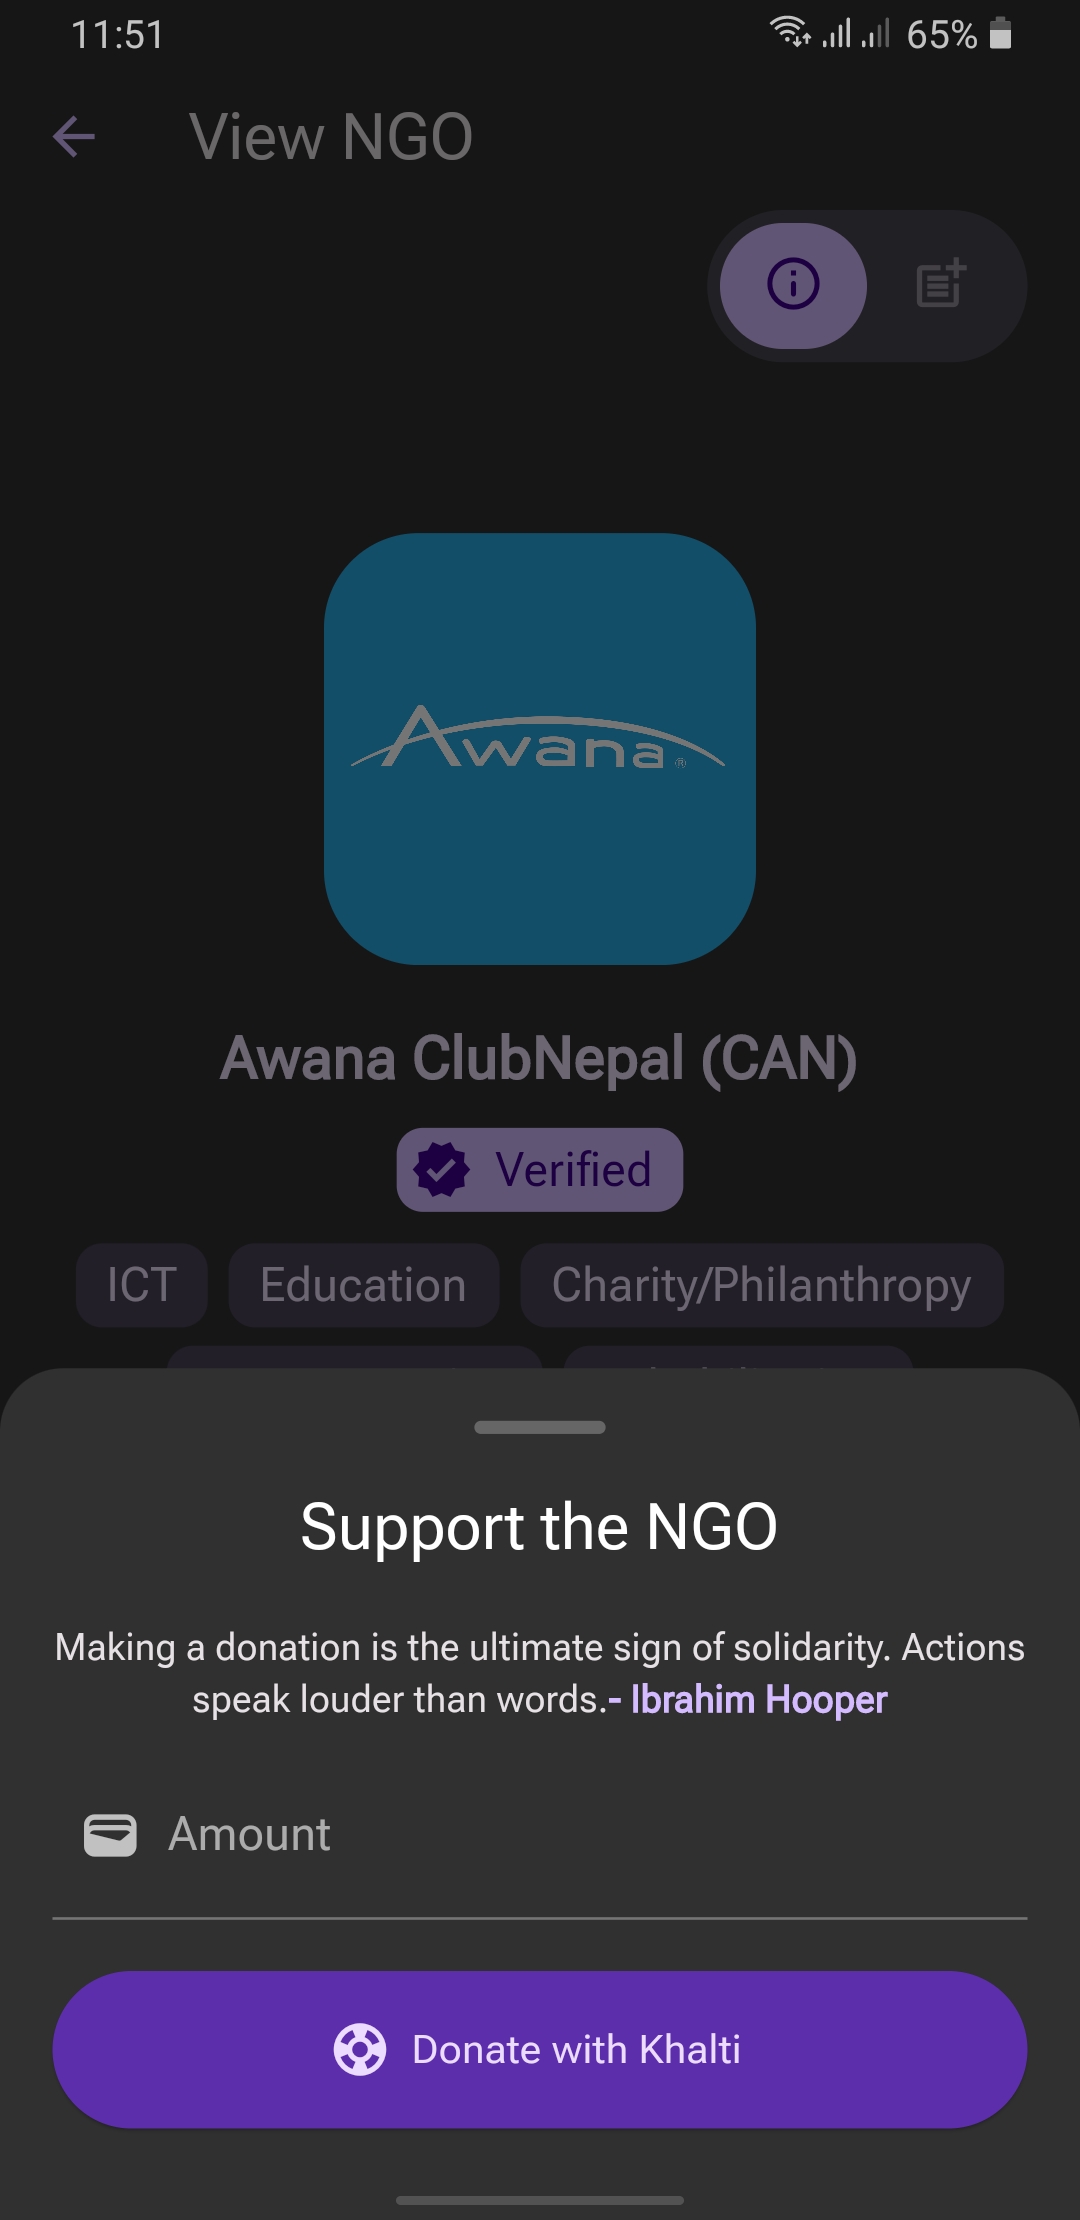 11:51
65%
View NGO
Awana®
Awana ClubNepal (CAN)
Verified
ICT Education Charity/Philanthropy
Support the NGO
Making a donation is the ultimate sign of solidarity. Actions
speak louder than words.- Ibrahim Hooper
Amount
Donate with Khalti